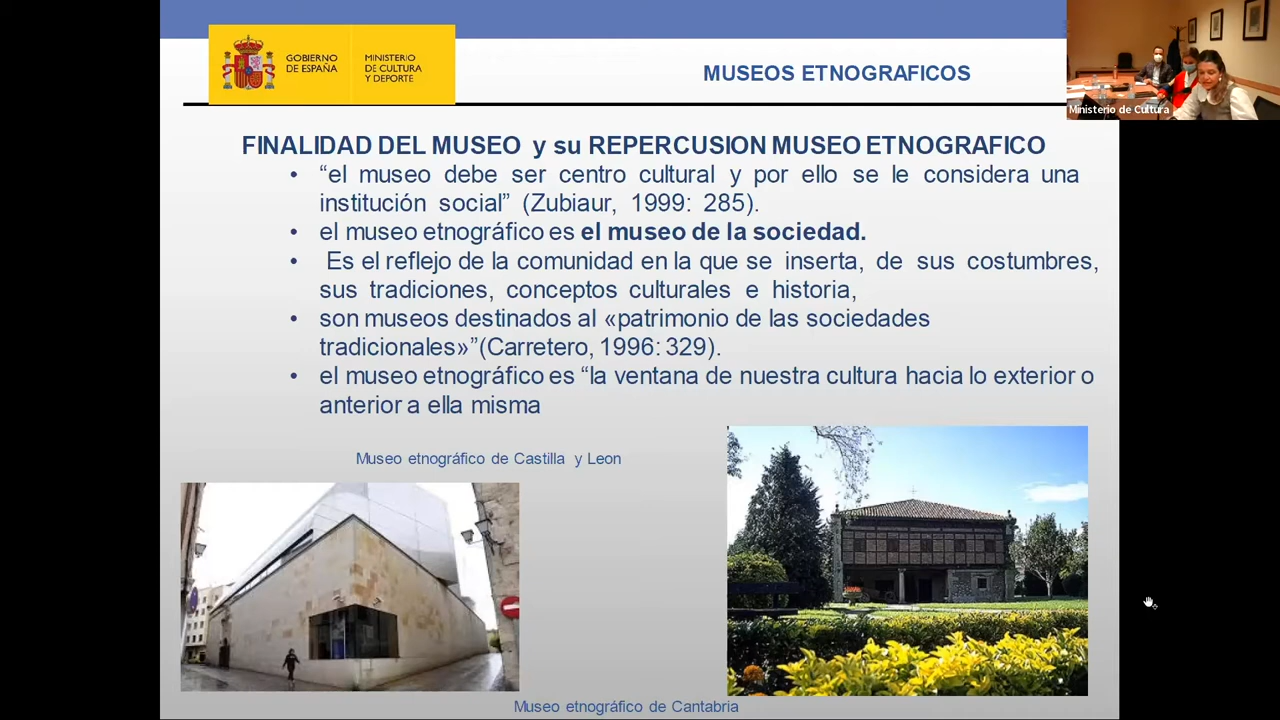 GOBIERNO
DE ESPAÑA
MINISTERIO
DE CULTURA
Y DEPORTE
MUSEOS ETNOGRAFICOS
Ministerio de Cultura
FINALIDAD DEL MUSEO y su REPERCUSION MUSEO ETNOGRAFICO
• “el museo debe ser centro cultural y por ello se le considera una
institución social” (Zubiaur, 1999: 285).
• el museo etnográfico es el museo de la sociedad.
• Es el reflejo de la comunidad en la que se inserta, de sus costumbres,
sus tradiciones, conceptos culturales e historia,
• son museos destinados al «patrimonio de las sociedades
tradicionales»”(Carretero, 1996: 329).
• el museo etnográfico es “la ventana de nuestra cultura hacia lo exterior o
anterior a ella misma
Museo etnográfico de Castilla y Leon
Museo etnográfico de Cantabria